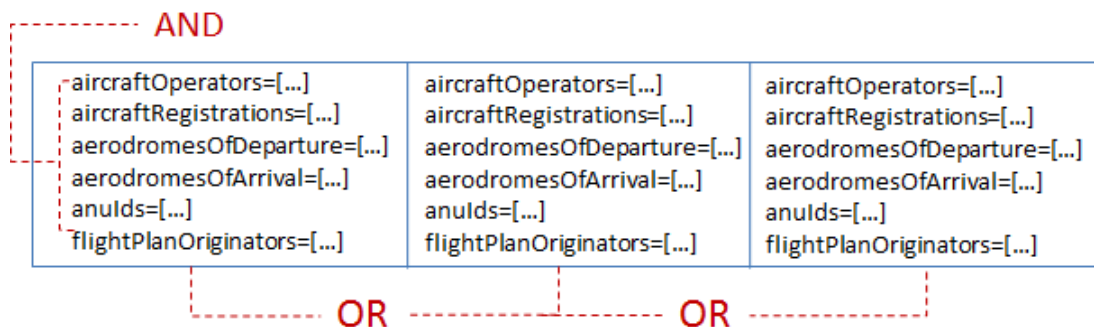 AND
aircraftOperators=[...]
aircraftRegistrations=[...]
aerodromesOfDeparture=[...]
aerodromesOfArrival=[...]
anuIds=[...]
flightPlanOriginators=[...]
aircraftOperators=[...]
aircraftRegistrations=[...]
aerodromesOfDeparture=[...]
aerodromesOfArrival=[...]
anuIds=[...]
flightPlanOriginators=[...]
aircraftOperators=[...]
aircraftRegistrations=[...]
aerodromesOfDeparture=[...]
aerodromesOfArrival=[...]
anuIds=[...]
flightPlanOriginators=[...]
OR
OR